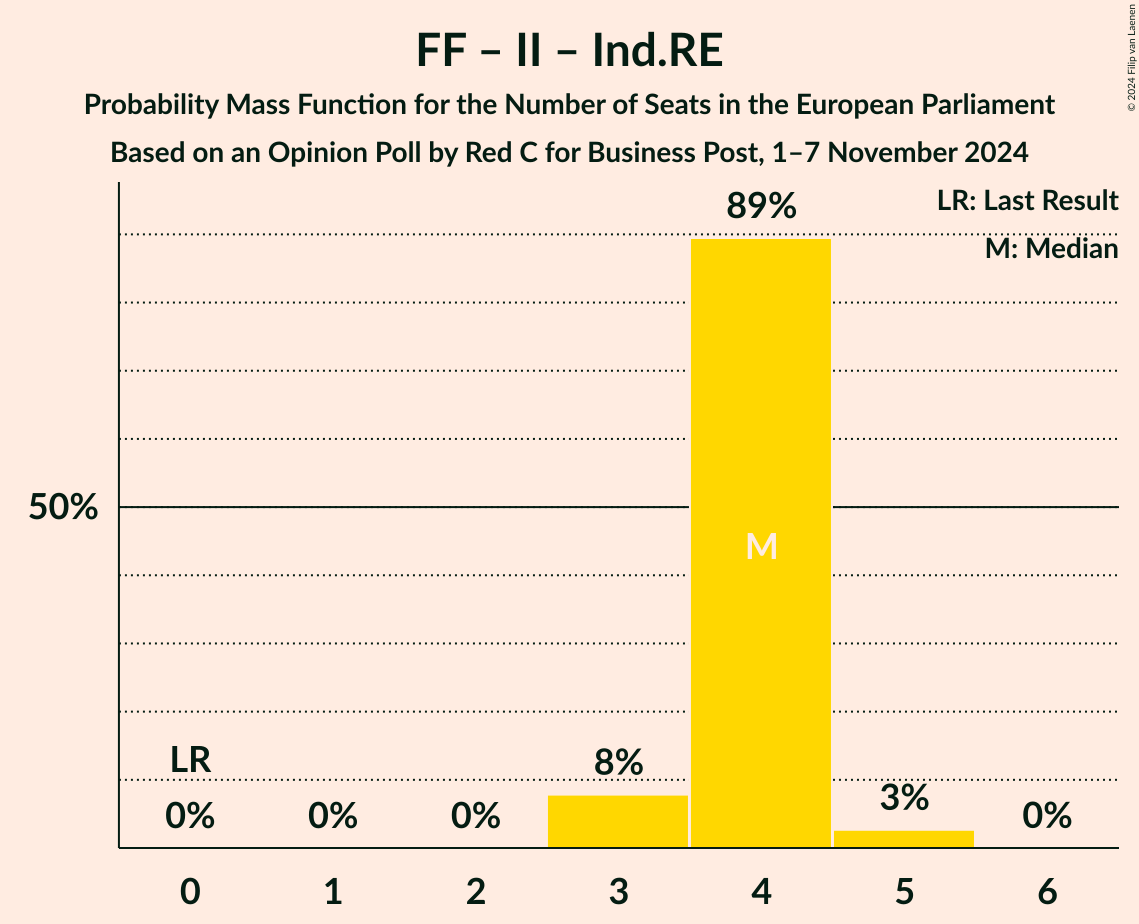 FF – II – Ind.RE
Probability Mass Function for the Number of Seats in the European Parliament
Based on an Opinion Poll by Red C for Business Post, 1–7 November 2024
© 2024 Filip van Laenen
LR: Last Result
M: Median
89%
50%
M
LR
8%
3%
0%
0%
0%
0%
0
1
2
3
4
5
6